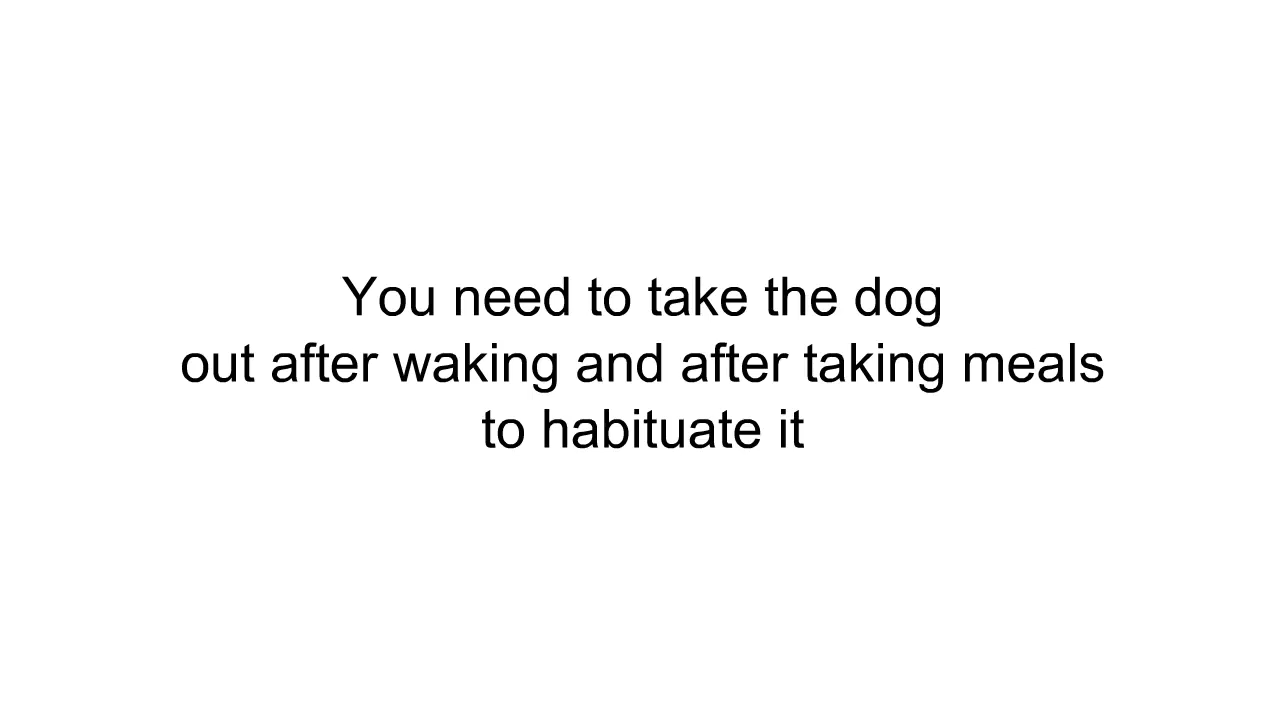 You need to take the dog
out after waking and after taking meals
to habituate it